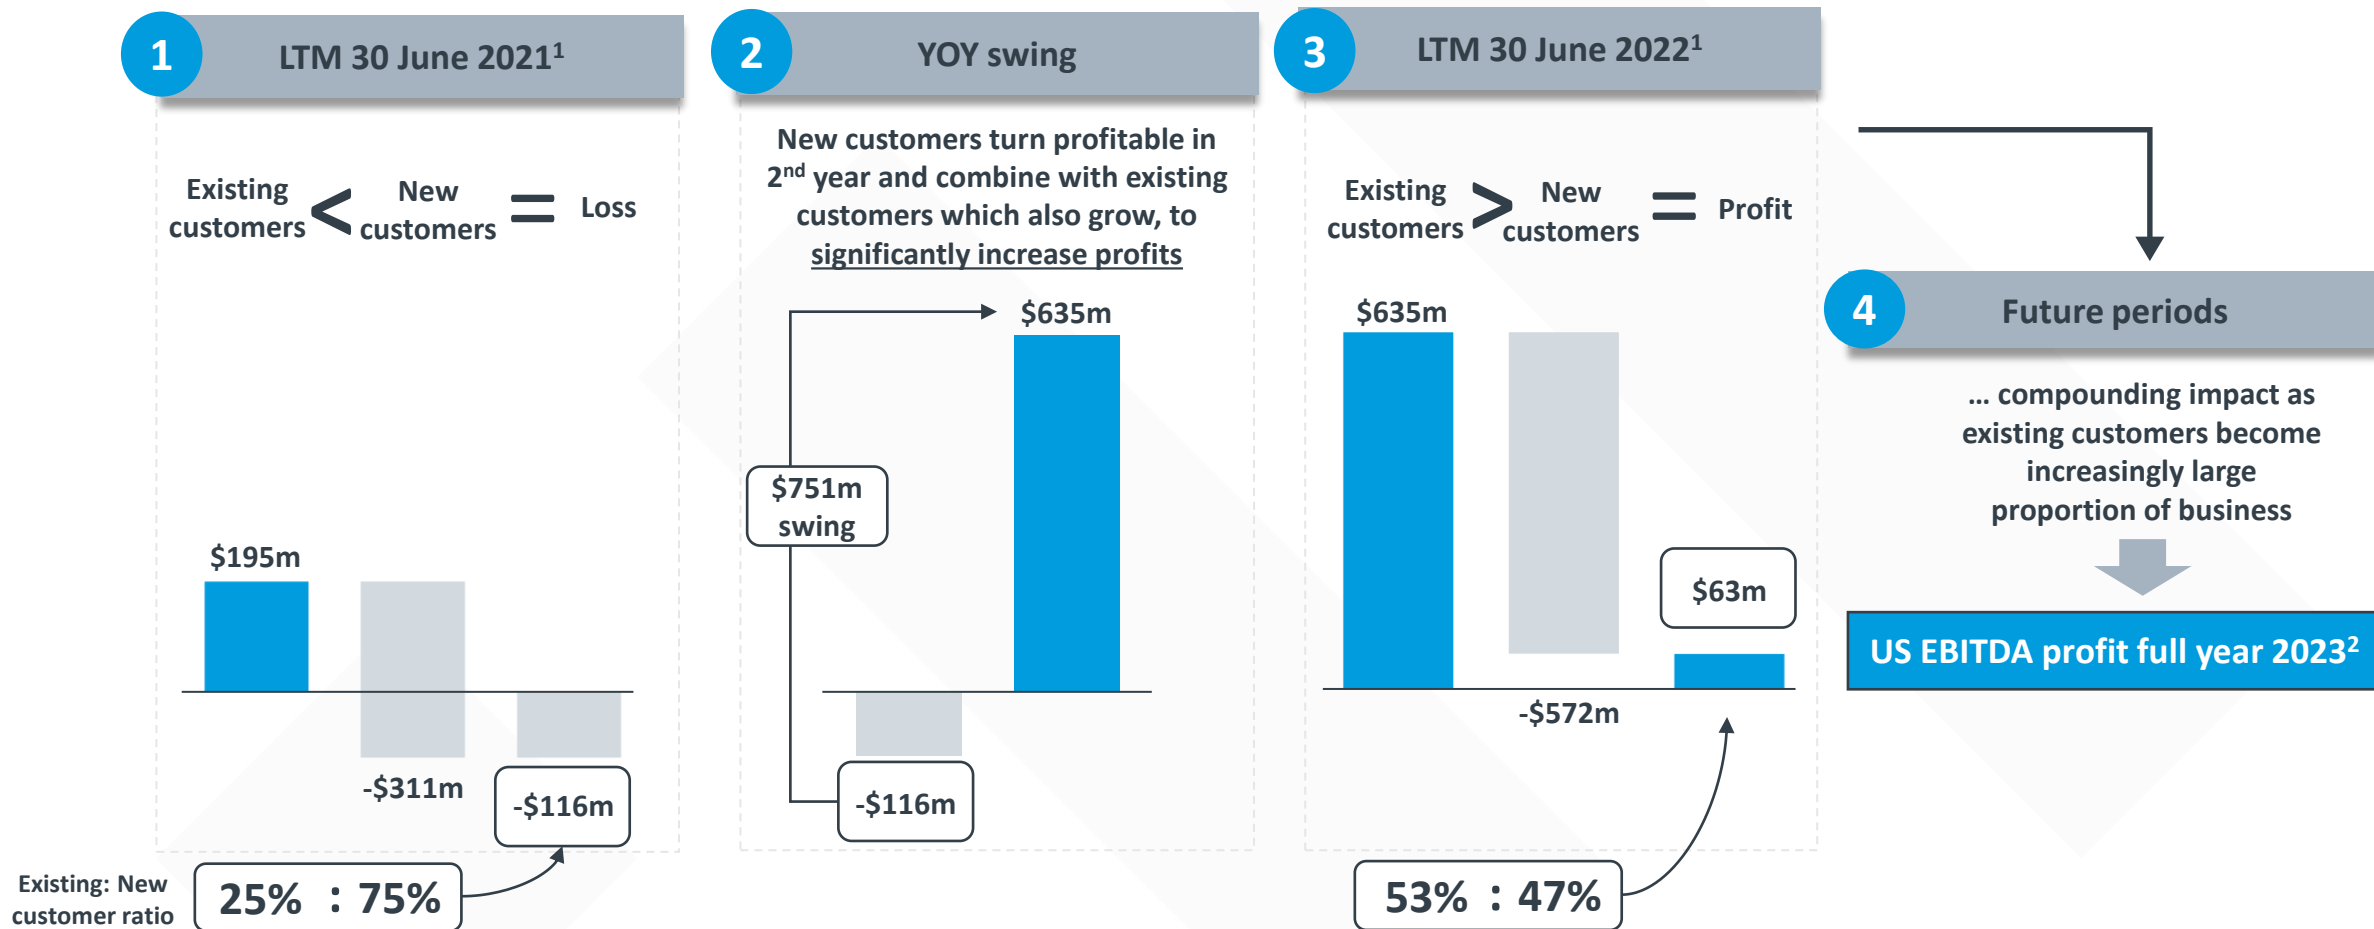 1
LTM 30 June 2021¹
Existing
customers
<
New
customers
=
Loss
$195m
-$311m
-$116m
Existing: New
customer ratio
25% : 75%
2
YOY swing
New customers turn profitable in
2nd year and combine with existing
customers which also grow, to
significantly increase profits
$635m
$751m
swing
-$116m
3
LTM 30 June 2022¹
Existing
customers
>
New
customers
=
Profit
$635m
-$572m
$63m
53% : 47%
4
Future periods
... compounding impact as
existing customers become
increasingly large
proportion of business
US EBITDA profit full year 2023²